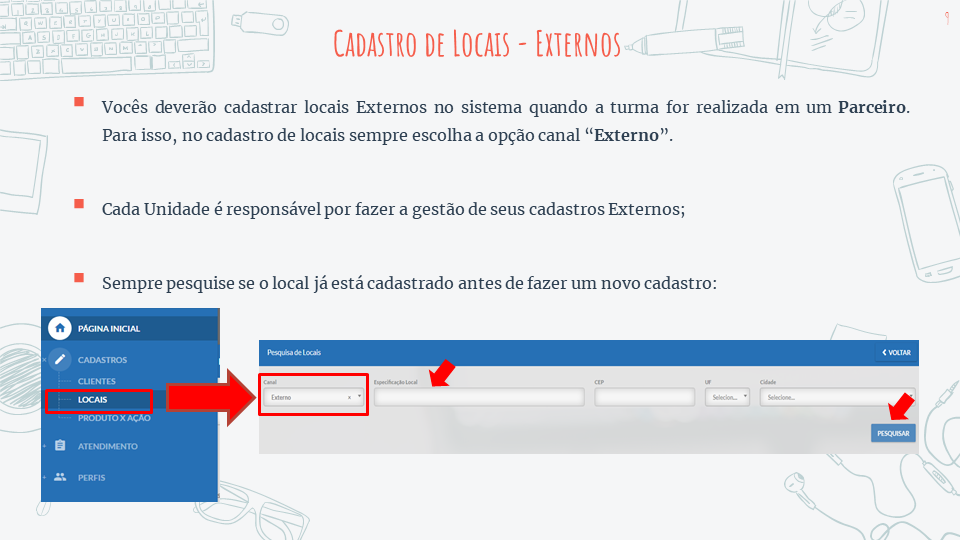 9
Cadastro de Locais - Externos
Vocês deverão cadastrar locais Externos no sistema quando a turma for realizada em um Parceiro.
Para isso, no cadastro de locais sempre escolha a opção canal “Externo”.
Cada Unidade é responsável por fazer a gestão de seus cadastros Externos;
Sempre pesquise se o local já está cadastrado antes de fazer um novo cadastro:
PÁGINA INICIAL
CADASTROS
CLIENTES
LOCAIS
PRODUTO X AÇÃO
ATENDIMENTO
PERFIS
Pesquisa de Locais VOLTAR
Canal Especificação Local CEP UF Cidade
Externo × Selecion... Selecione...
PESQUISAR